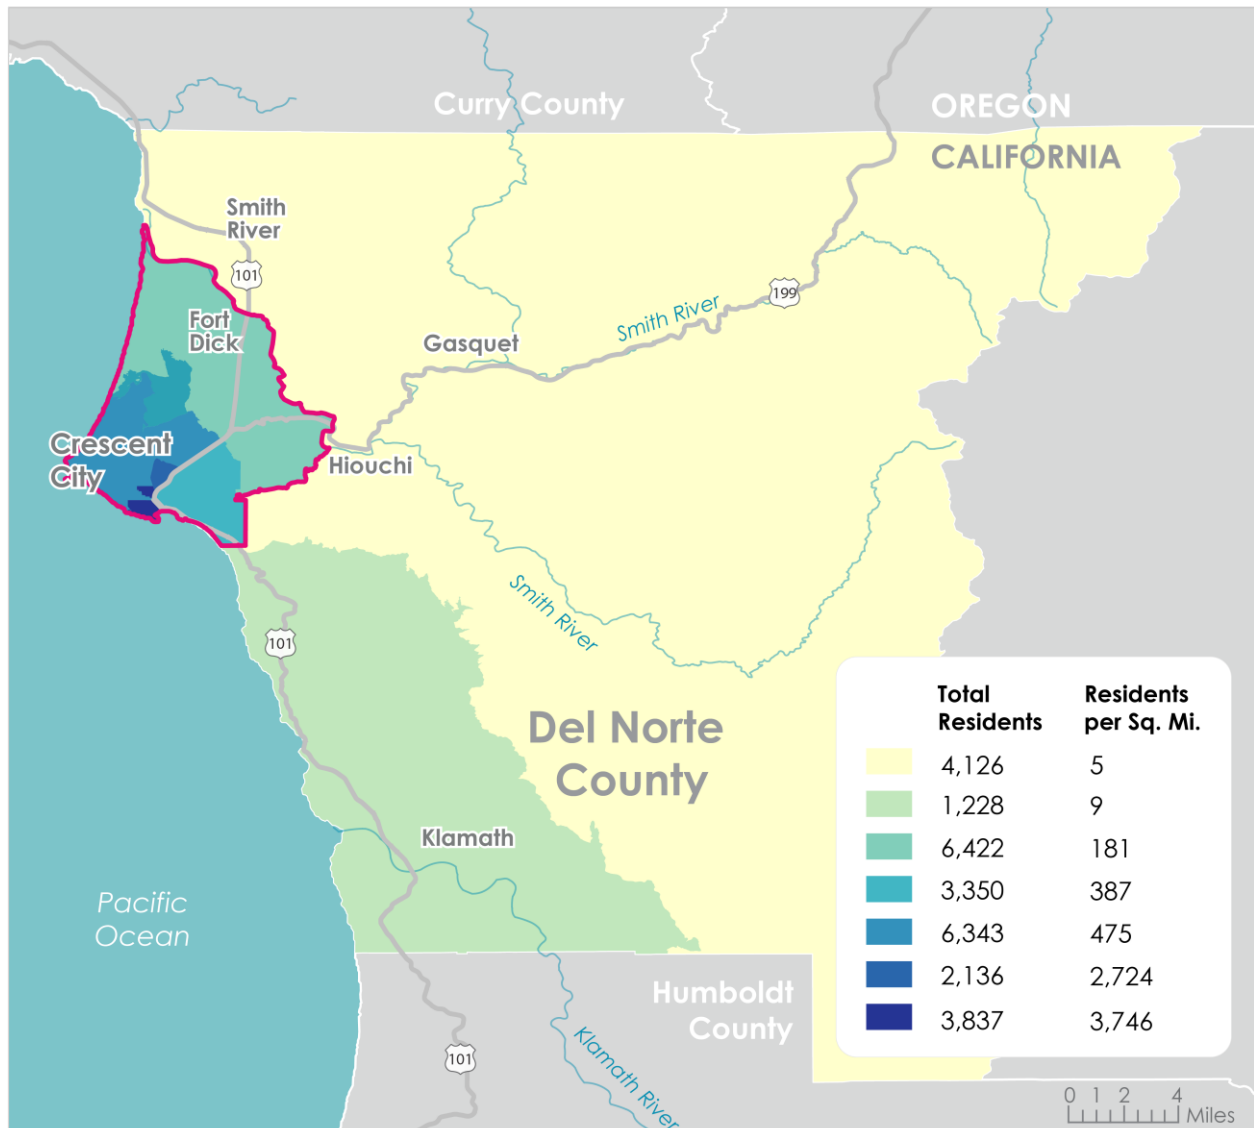 Curry County
OREGON
CALIFORNIA
Smith
River
101
199
Fort
Dick
Smith River
Gasquet
Crescent
City
Hiouchi
Smith River
101
Del Norte
County
Klamath
Pacific
Ocean
Humboldt
County
Klamath River
101
Total
Residents
Residents
per Sq. Mi.
4,126 5
1,228 9
6,422 181
3,350 387
6,343 475
2,136 2,724
3,837 3,746
0 1 2 4
Miles